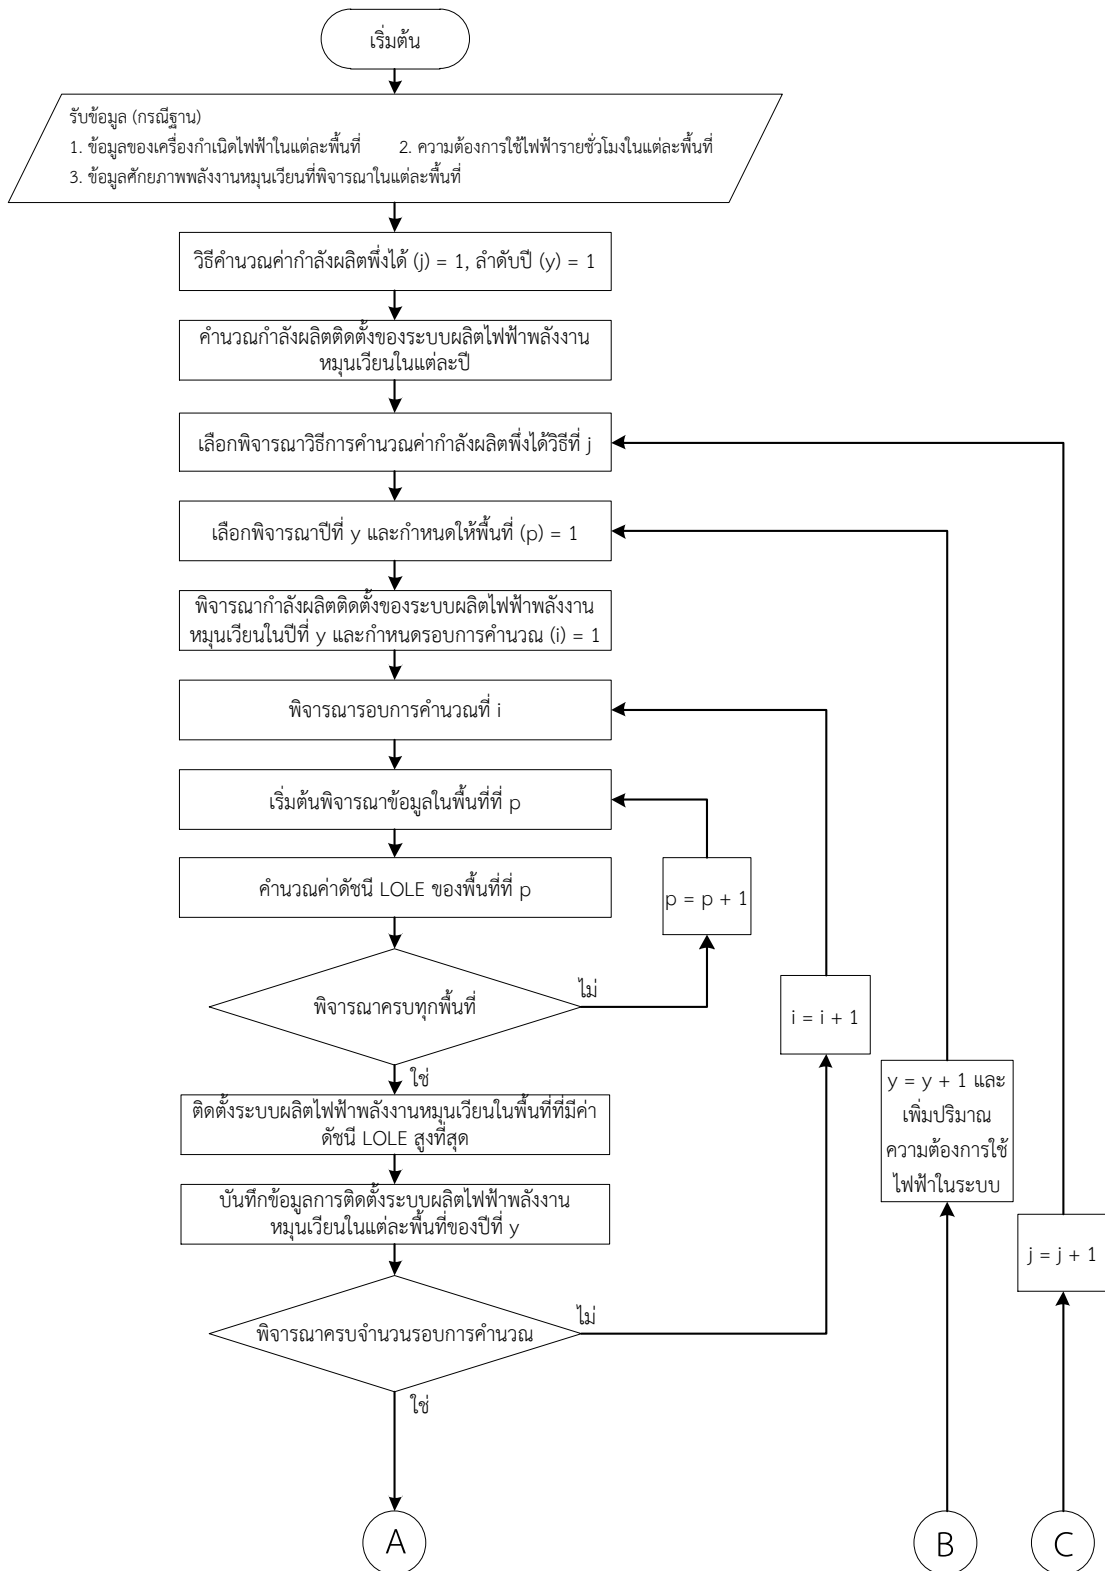 เริ่มต้น
รับข้อมูล (กรณีฐาน)
1. ข้อมูลของเครื่องกำเนิดไฟฟ้าในแต่ละพื้นที่ 2. ความต้องการใช้ไฟฟ้ารายชั่วโมงในแต่ละพื้นที่
3. ข้อมูลศักยภาพพลังงานหมุนเวียนที่พิจารณาในแต่ละพื้นที่
วิธีคำนวณค่ากำลังผลิตพึ่งได้ (j) = 1, ลำดับปี (y) = 1
คำนวณกำลังผลิตติดตั้งของระบบผลิตไฟฟ้าพลังงาน
หมุนเวียนในแต่ละปี
เลือกพิจารณาวิธีการคำนวณค่ากำลังผลิตพึ่งได้วิธีที่ j
เลือกพิจารณาปีที่ y และกำหนดให้พื้นที่ (p) = 1
พิจารณากำลังผลิตติดตั้งของระบบผลิตไฟฟ้าพลังงาน
หมุนเวียนในปีที่ y และกำหนดรอบการคำนวณ (i) = 1
พิจารณารอบการคำนวณที่ i
เริ่มต้นพิจารณาข้อมูลในพื้นที่ที่ p
คำนวณค่าดัชนี LOLE ของพื้นที่ที่ p
p = p + 1
พิจารณาครบทุกพื้นที่
ไม่
i = i + 1
ใช่
ติดตั้งระบบผลิตไฟฟ้าพลังงานหมุนเวียนในพื้นที่ที่มีค่า
ดัชนี LOLE สูงที่สุด
y = y + 1 และ
เพิ่มปริมาณ
ความต้องการใช้
ไฟฟ้าในระบบ
บันทึกข้อมูลการติดตั้งระบบผลิตไฟฟ้าพลังงาน
หมุนเวียนในแต่ละพื้นที่ของปีที่ y
j = j + 1
พิจารณาครบจำนวนรอบการคำนวณ
ไม่
ใช่
A
B
C